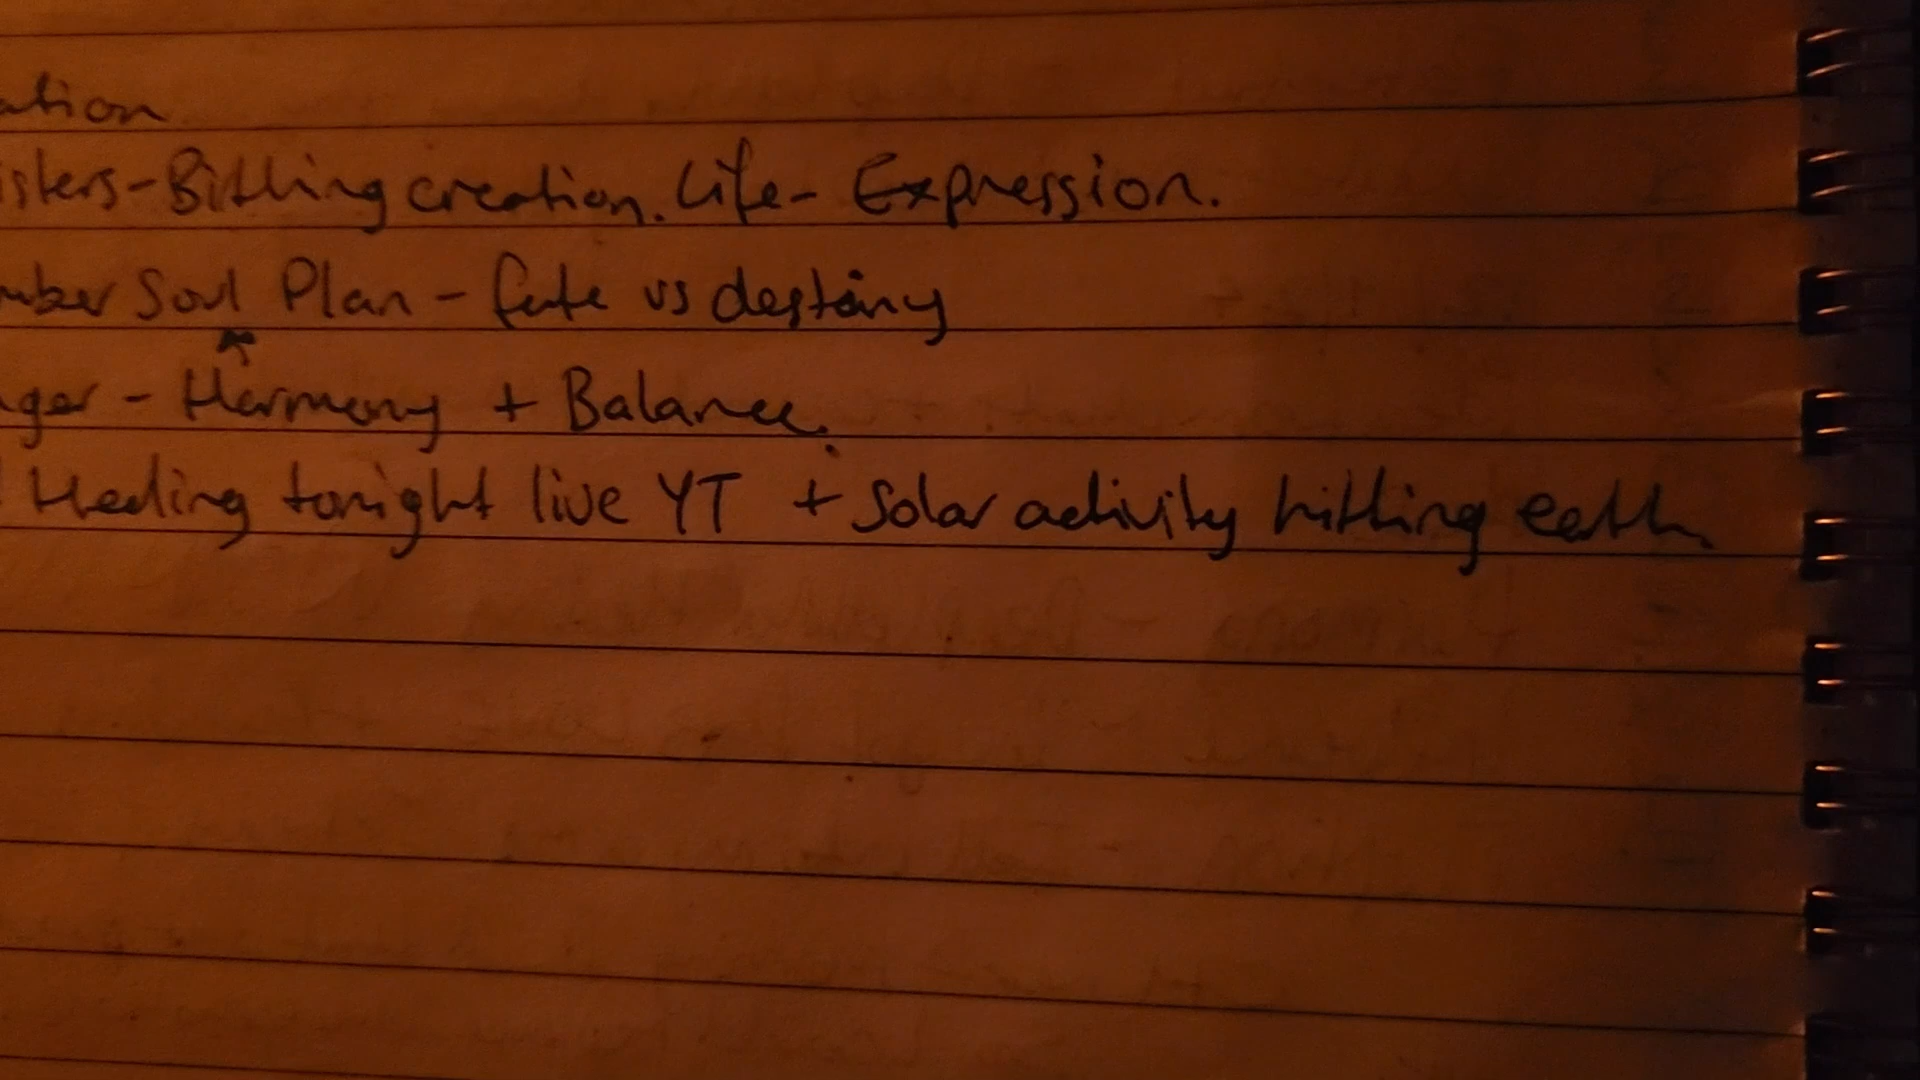 ation
isters - Bithing creation. Life - Expression.
mber Soul Plan - fate vs destiny
ger - Harmony + Balance.
Healing tonight live YT + Solar activity hitting earth.